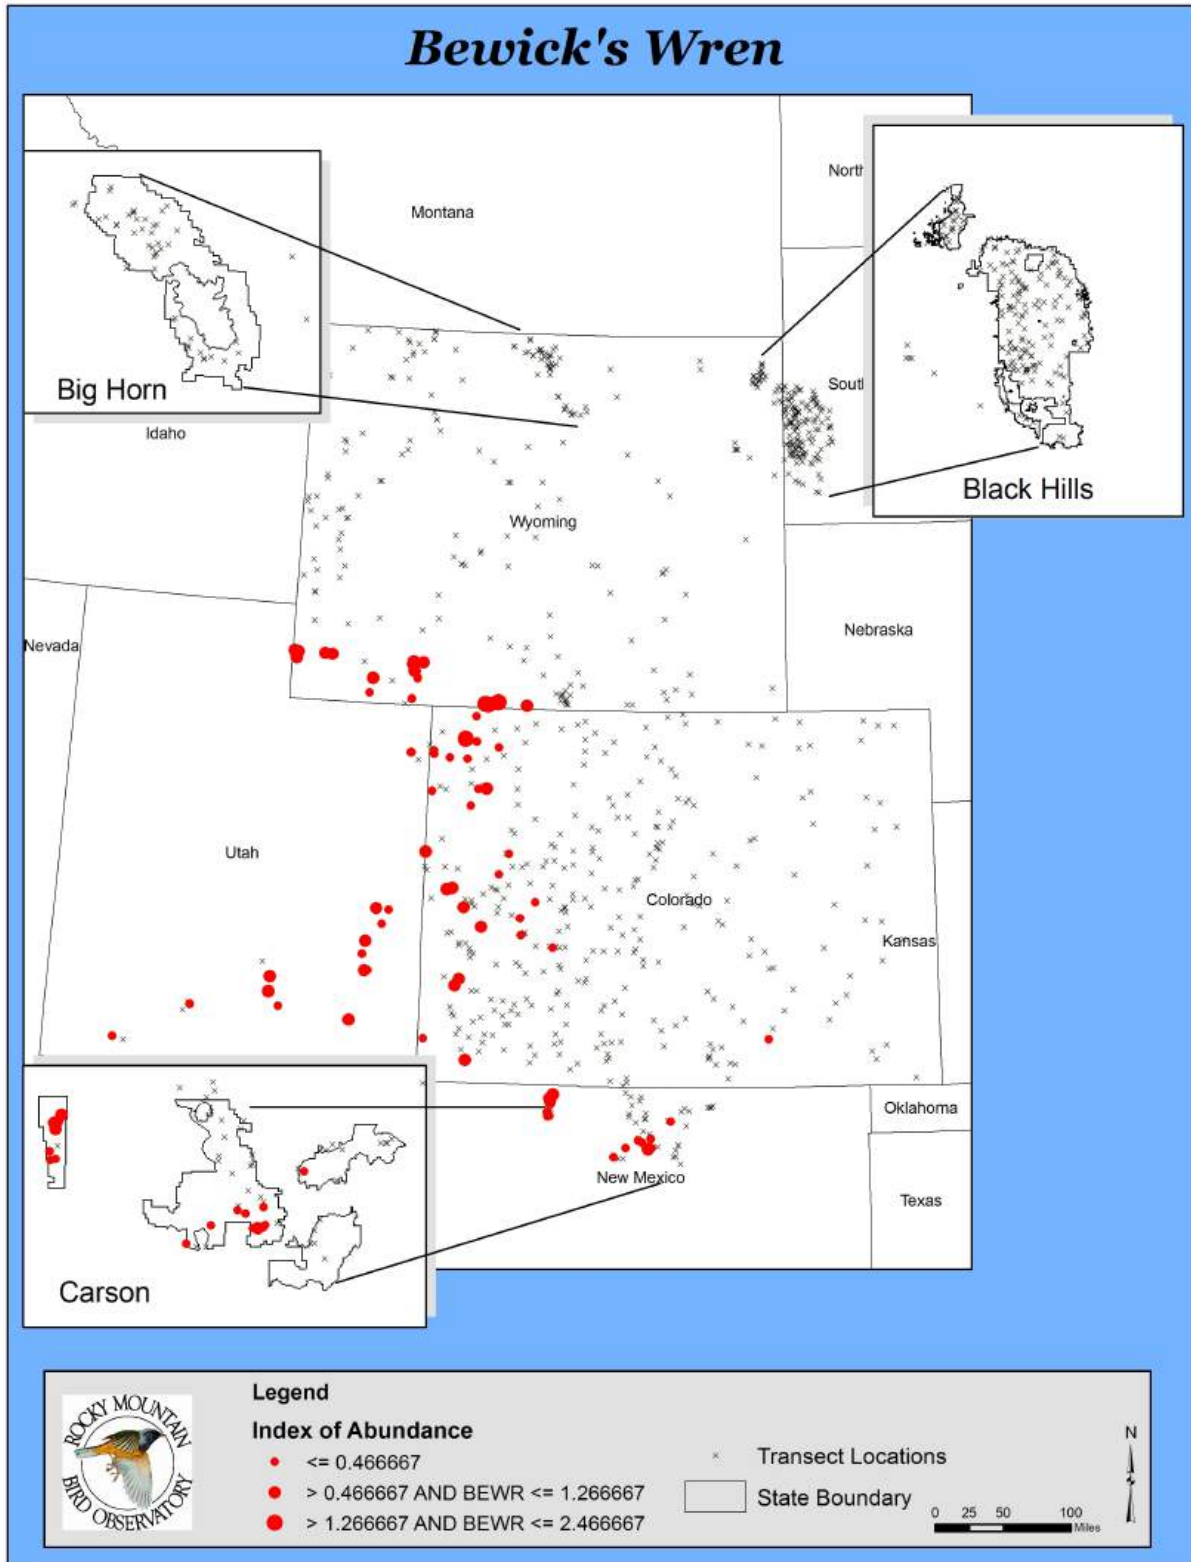 Bewick's Wren
Montana
North
Big Horn
Idaho
South
Black Hills
Wyoming
Nevada
Nebraska
Utah
Colorado
Kansas
Oklahoma
New Mexico
Texas
Carson
ROCKY MOUNTAIN
BIRD OBSERVATORY
Legend
Index of Abundance
<= 0.466667
> 0.466667 AND BEWR <= 1.266667
> 1.266667 AND BEWR <= 2.466667
Transect Locations
State Boundary
N
0 25 50 100
Miles